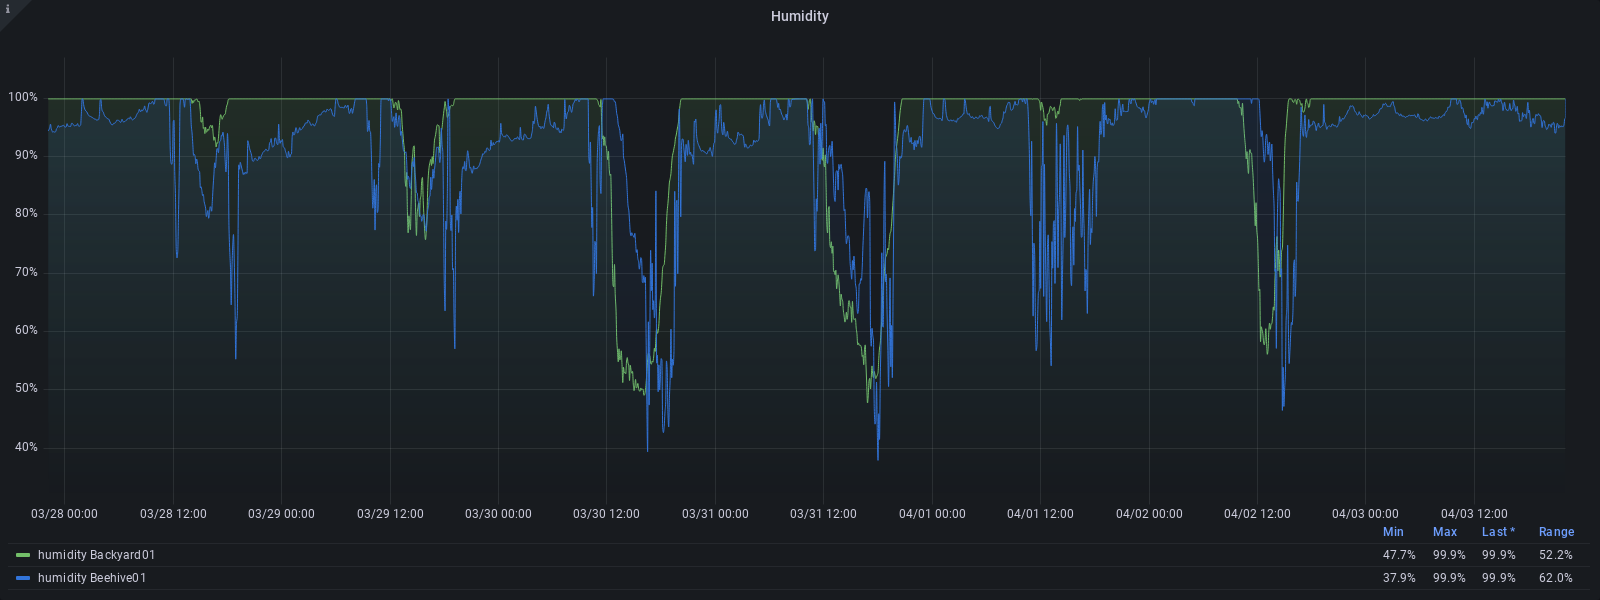 i
Humidity
100%
90%
80%
70%
60%
50%
40%
03/28 00:00 03/28 12:00 03/29 00:00 03/29 12:00 03/30 00:00 03/30 12:00 03/31 00:00 03/31 12:00 04/01 00:00 04/01 12:00 04/02 00:00 04/02 12:00 04/03 00:00 04/03 12:00
Min Max Last * Range
humidity Backyard01 47.7% 99.9% 99.9% 52.2%
humidity Beehive01 37.9% 99.9% 99.9% 62.0%